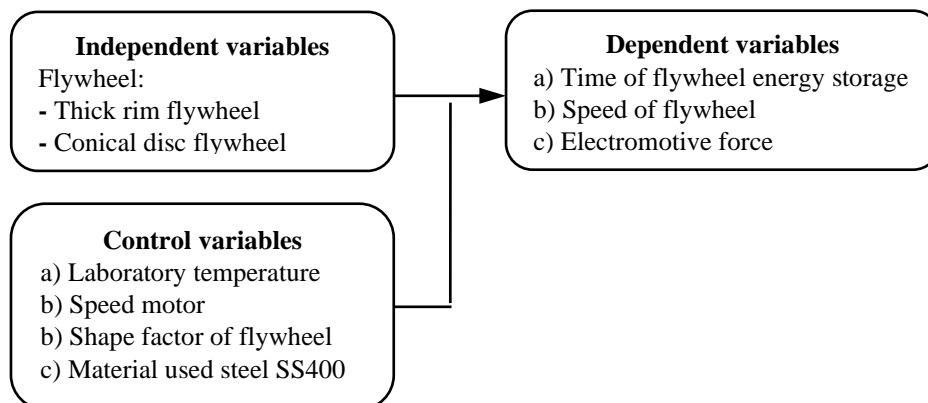 Independent variables
Flywheel:
- Thick rim flywheel
- Conical disc flywheel
Dependent variables
a) Time of flywheel energy storage
b) Speed of flywheel
c) Electromotive force
Control variables
a) Laboratory temperature
b) Speed motor
b) Shape factor of flywheel
c) Material used steel SS400